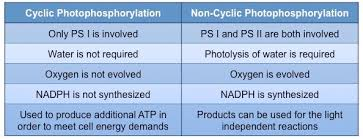 Cyclic Photophosphorylation
Non-Cyclic Photophosphorylation
Only PS I is involved
PS I and PS II are both involved
Water is not required
Photolysis of water is required
Oxygen is not evolved
Oxygen is evolved
NADPH is not synthesized
NADPH is synthesized
Used to produce additional ATP in
order to meet cell energy demands
Products can be used for the light
independent reactions